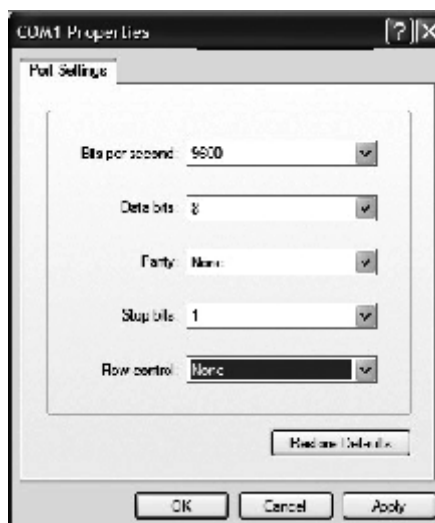 COM1 Properties
Port Settings
Bits per second: 9600
Data bits: 8
Parity: None
Stop bits: 1
Flow control: None
Restore Defaults
OK Cancel Apply